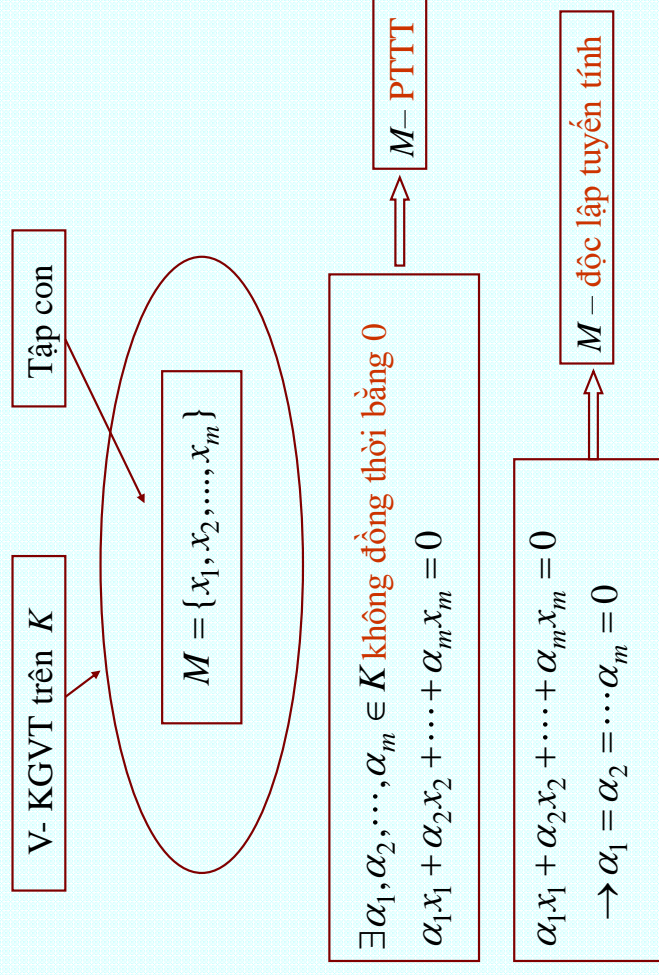 V- KGVT trên K
Tập con
M = {x₁, x₂, ..., xₘ}
∃α₁, α₂, ⋯, αₘ ∈ K không đồng thời bằng 0
α₁x₁ + α₂x₂ + ⋯ + αₘxₘ = 0
M – PTTT
α₁x₁ + α₂x₂ + ⋯ + αₘxₘ = 0
→ α₁ = α₂ = ⋯ αₘ = 0
M – độc lập tuyến tính